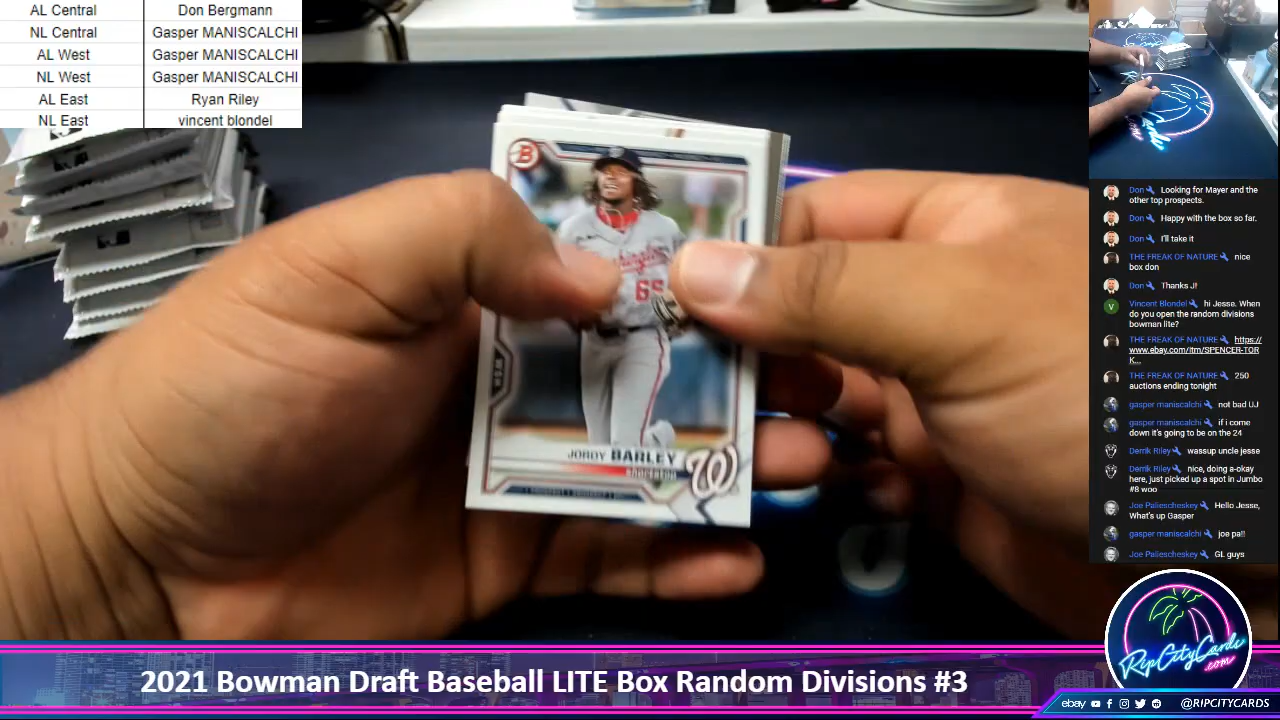 AL Central Don Bergmann
NL Central Gasper MANISCALCHI
AL West Gasper MANISCALCHI
NL West Gasper MANISCALCHI
AL East Ryan Riley
NL East vincent blondel
B
65
JORDY BARLEY
W
Don Looking for Mayer and the
other top prospects.
Don Happy with the box so far.
Don I'll take it
THE FREAK OF NATURE nice
box don
Don Thanks J!
V
Vincent Blondel hi Jesse. When
do you open the random divisions
bowman lite?
THE FREAK OF NATURE https://
www.ebay.com/itm/SPENCER-TOR
K...
THE FREAK OF NATURE 250
auctions ending tonight
gasper maniscalchi not bad UJ
gasper maniscalchi if i come
down it's going to be on the 24
Derrik Riley wassup uncle jesse
Derrik Riley nice, doing a-okay
here, just picked up a spot in Jumbo
#8 woo
Joe Paliescheskey Hello Jesse,
What's up Gasper
gasper maniscalchi joe pa!!
Joe Paliescheskey GL guys
RipCityCards
.com
2021 Bowman Draft Baseball LITE Box Random Divisions #3
ebay @RIPCITYCARDS